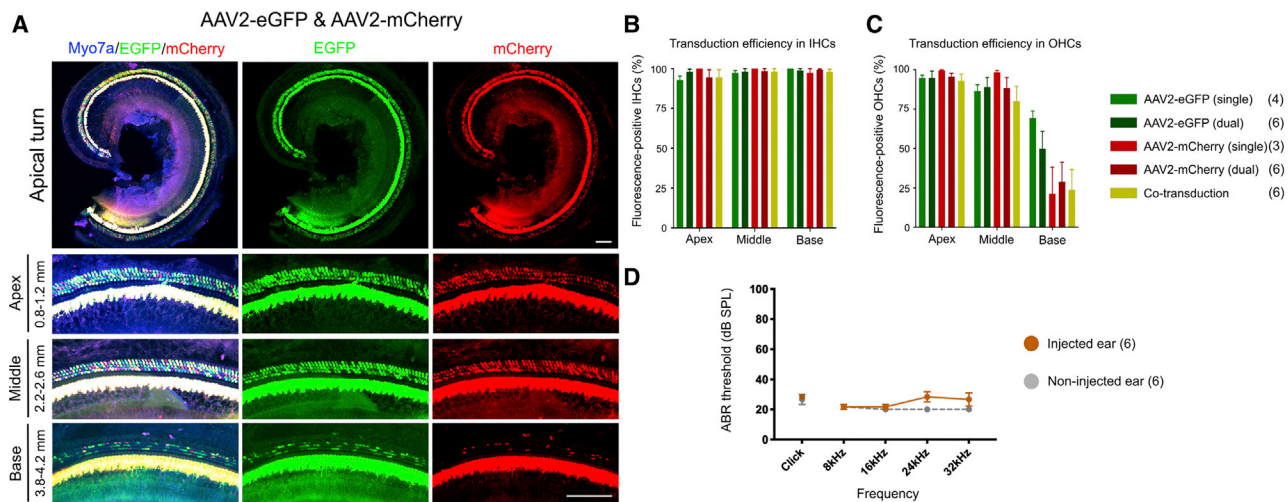 A
AAV2-eGFP & AAV2-mCherry
Myo7a/EGFP/mCherry
EGFP
mCherry
Apical turn
Apex
0.8-1.2 mm
Middle
2.2-2.6 mm
Base
3.8-4.2 mm
B
Transduction efficiency in IHCs
Fluorescence-positive IHCs (%)
100
75
50
25
0
Apex
Middle
Base
C
Transduction efficiency in OHCs
Fluorescence-positive OHCs (%)
100
75
50
25
0
Apex
Middle
Base
AAV2-eGFP (single) (4)
AAV2-eGFP (dual) (6)
AAV2-mCherry (single)(3)
AAV2-mCherry (dual) (6)
Co-transduction (6)
D
ABR threshold (dB SPL)
100
80
60
40
20
0
Click
8kHz
16kHz
24kHz
32kHz
Frequency
Injected ear (6)
Non-injected ear (6)